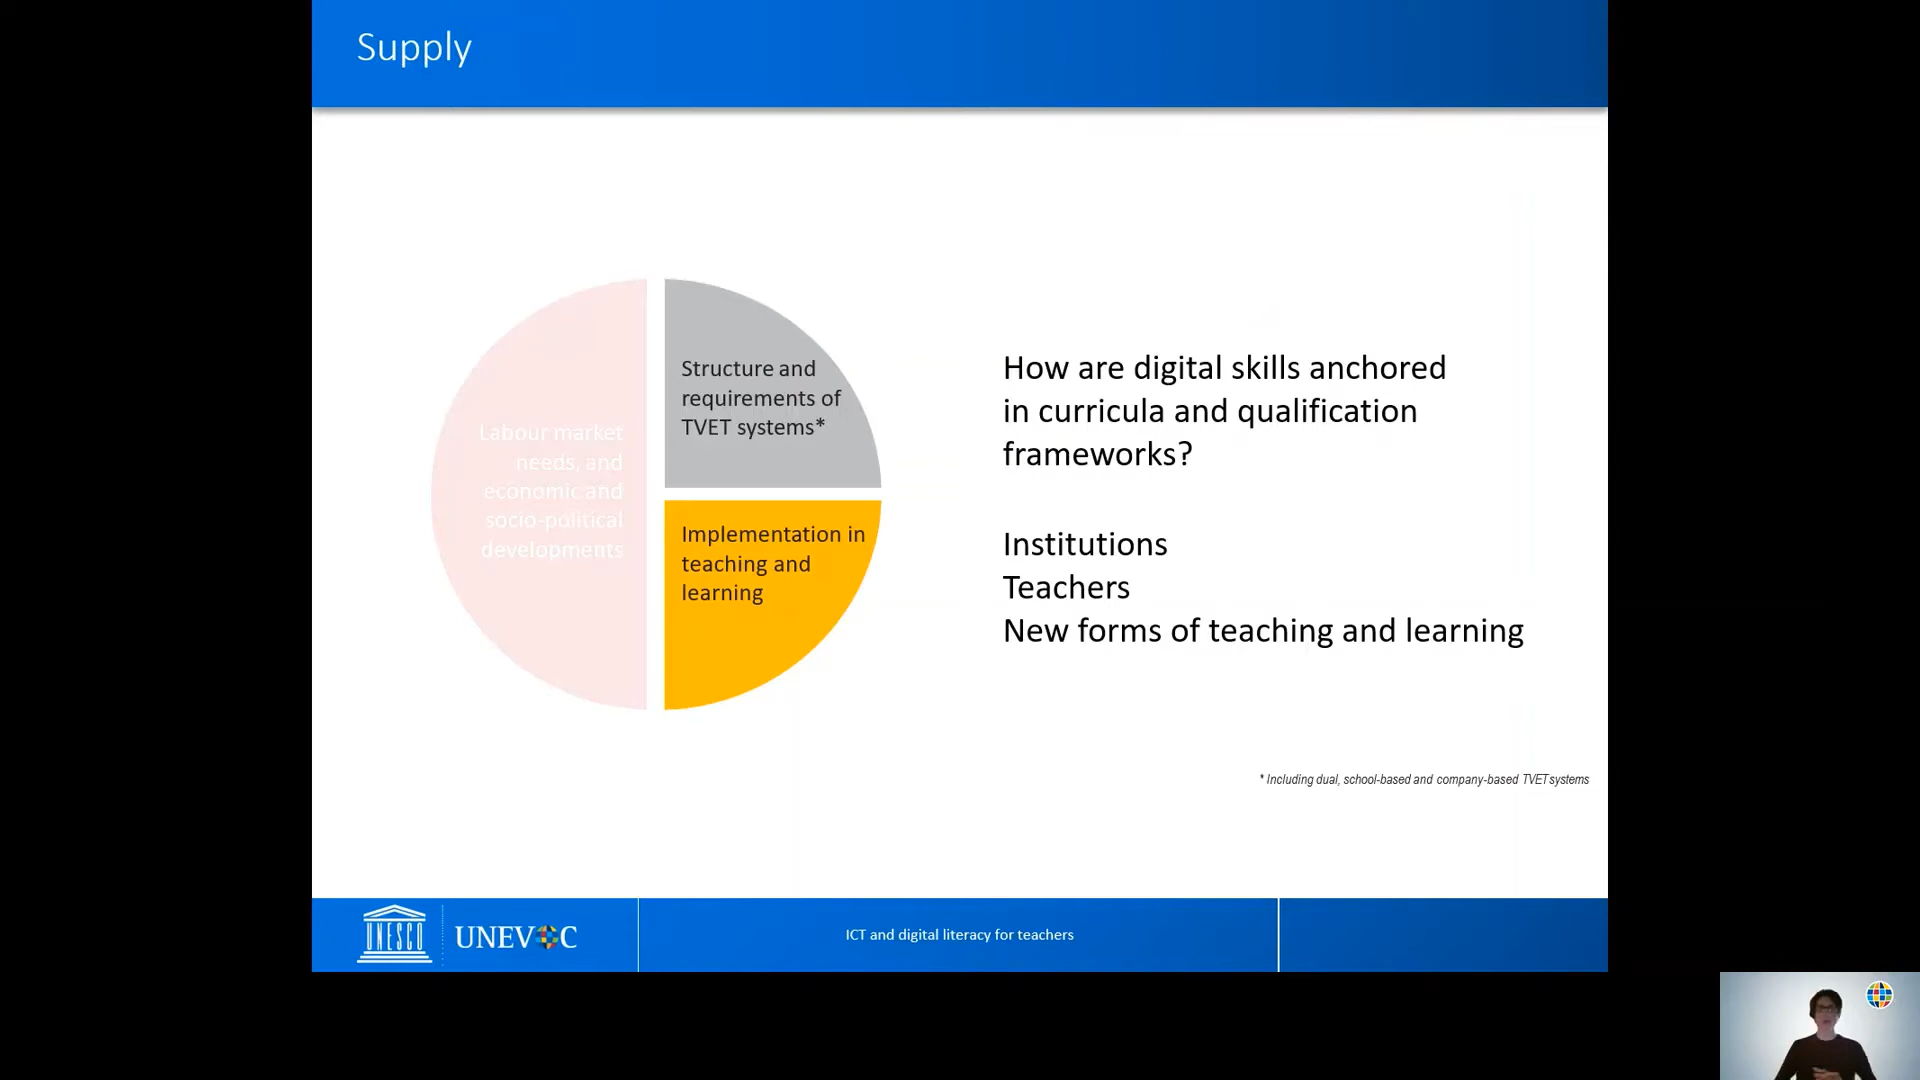 Supply
Labour market
needs, and
economic and
socio-political
developments
Structure and
requirements of
TVET systems*
Implementation in
teaching and
learning
How are digital skills anchored
in curricula and qualification
frameworks?
Institutions
Teachers
New forms of teaching and learning
* Including dual, school-based and company-based TVET systems
UNESCO
UNEVOC
ICT and digital literacy for teachers